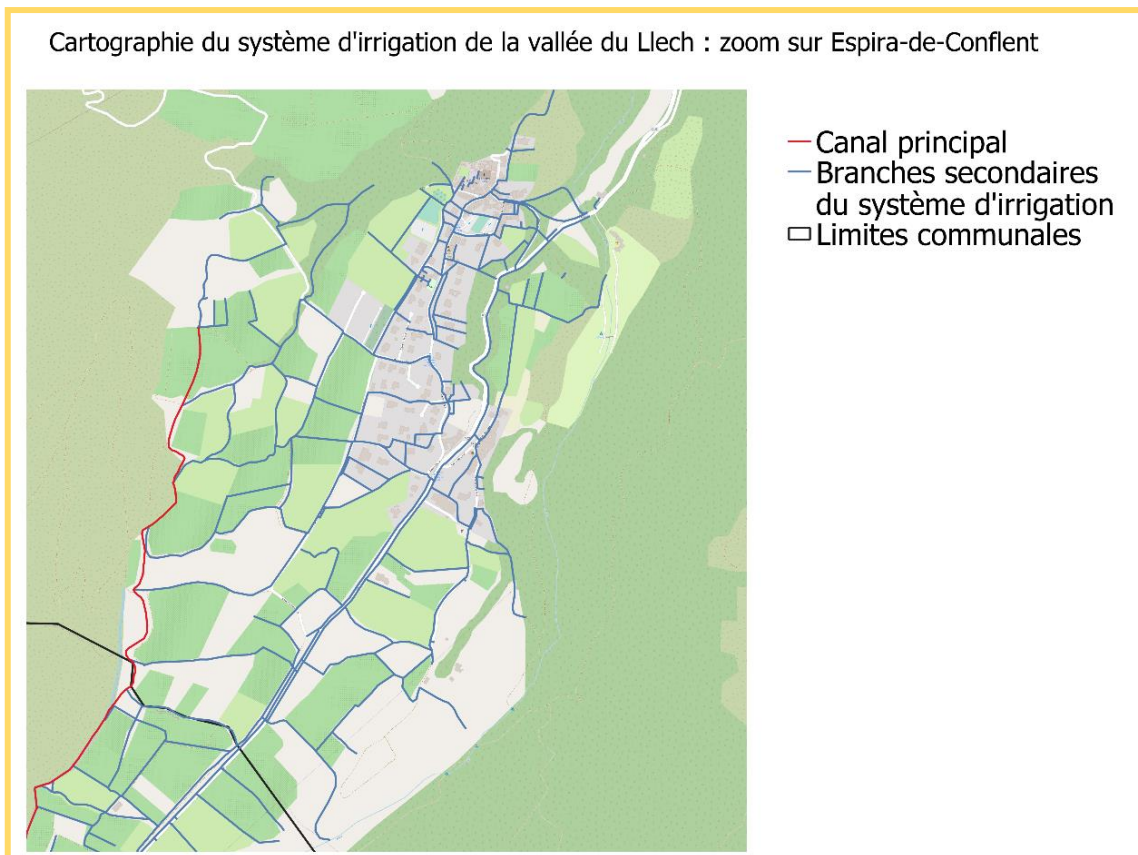 Cartographie du système d'irrigation de la vallée du Llech : zoom sur Espira-de-Conflent
Canal principal
Branches secondaires
du système d'irrigation
Limites communales